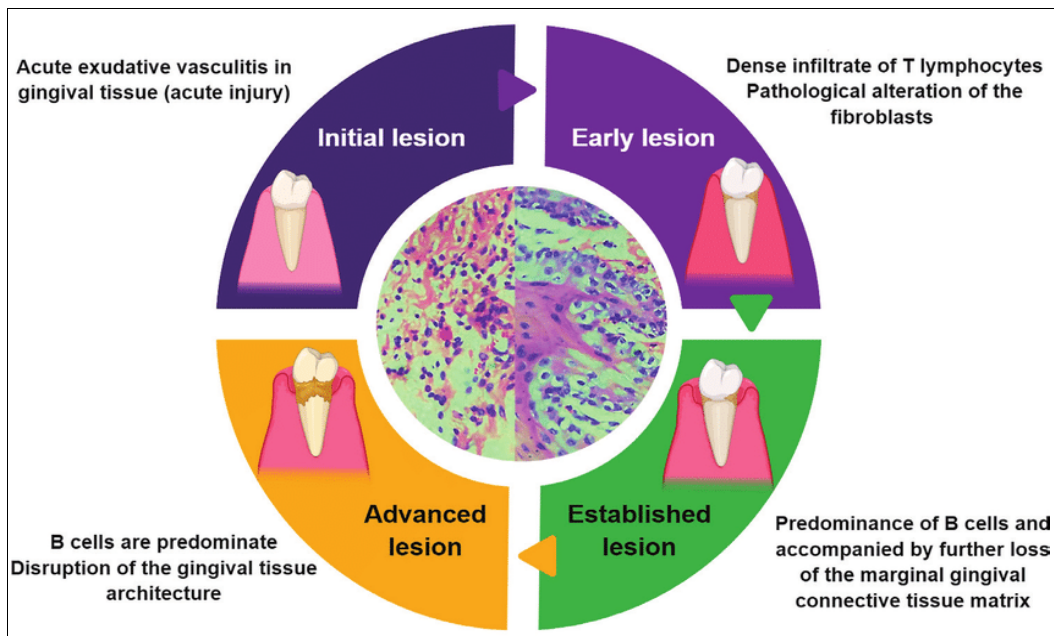 Acute exudative vasculitis in
gingival tissue (acute injury)
Initial lesion
Early lesion
Dense infiltrate of T lymphocytes
Pathological alteration of the
fibroblasts
Established
lesion
Predominance of B cells and
accompanied by further loss
of the marginal gingival
connective tissue matrix
Advanced
lesion
B cells are predominate
Disruption of the gingival tissue
architecture